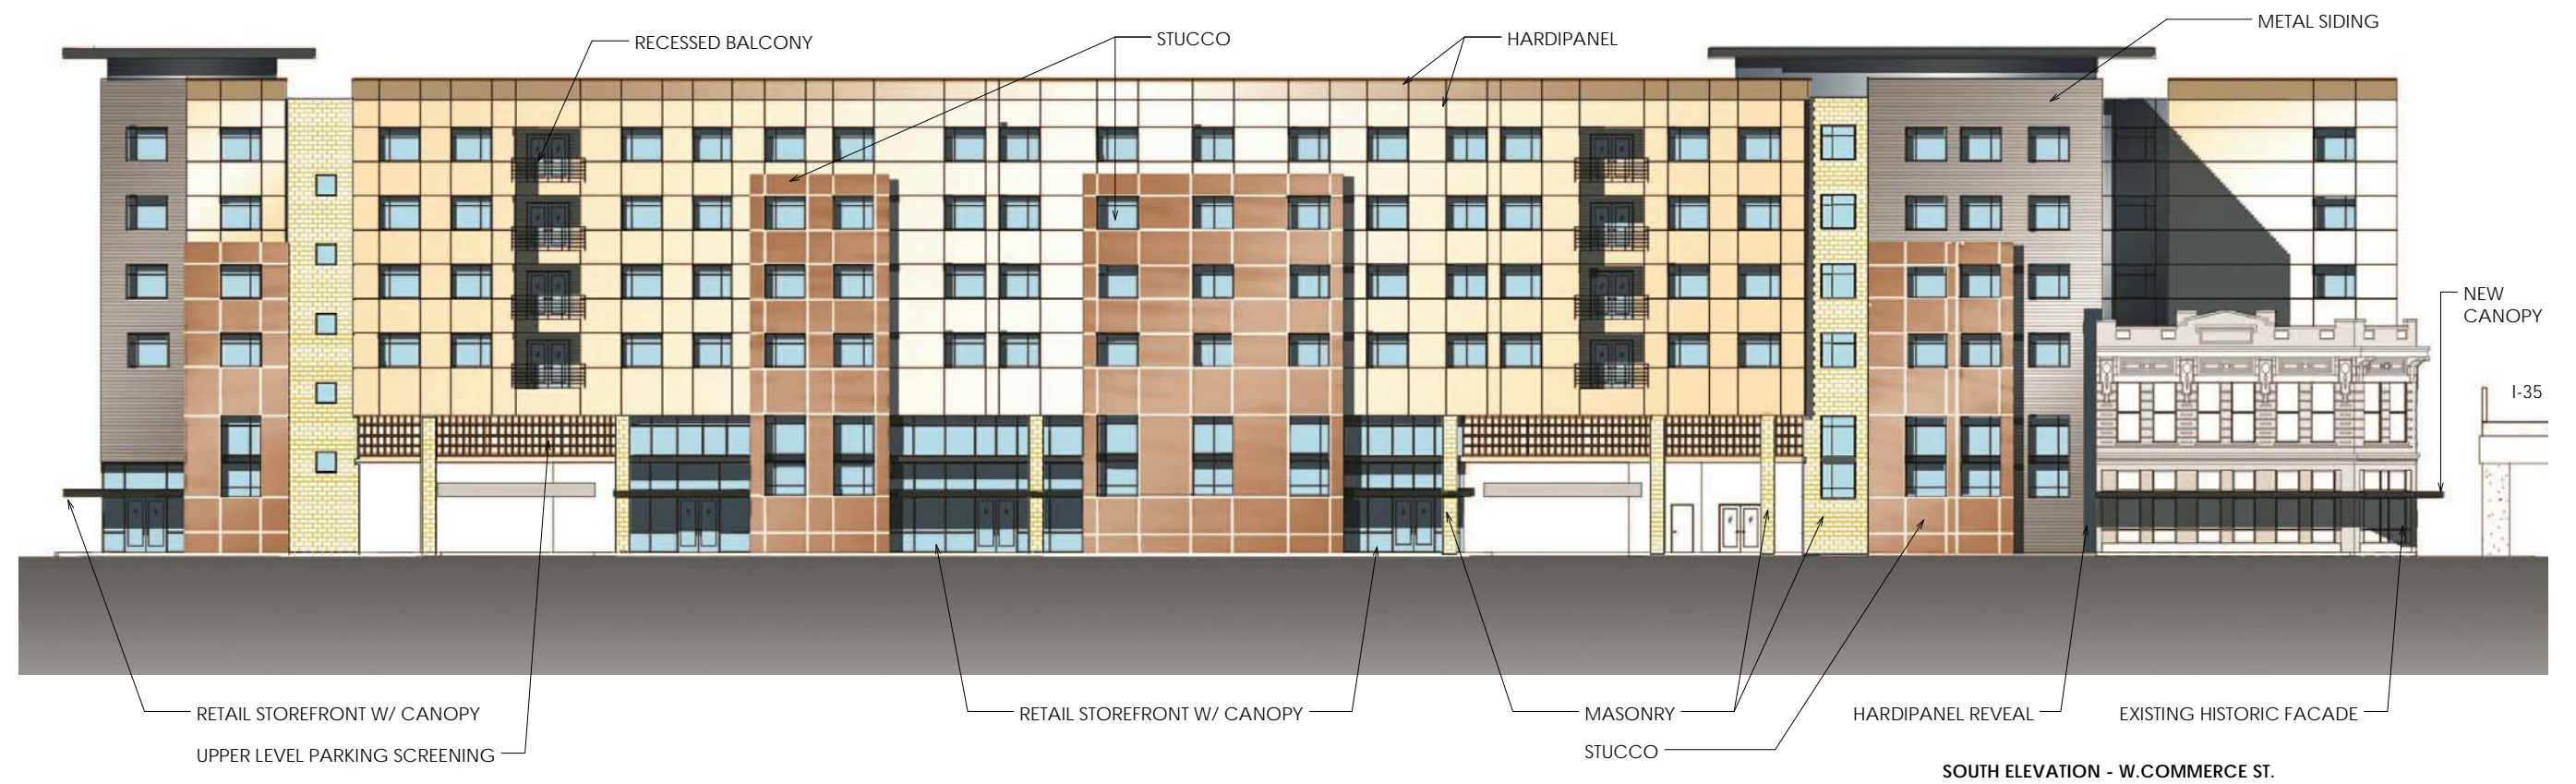 METAL SIDING
RECESSED BALCONY
STUCCO
HARDIPANEL
NEW
CANOPY
I-35
RETAIL STOREFRONT W/ CANOPY
RETAIL STOREFRONT W/ CANOPY
MASONRY
HARDIPANEL REVEAL
EXISTING HISTORIC FACADE
UPPER LEVEL PARKING SCREENING
STUCCO
SOUTH ELEVATION - W.COMMERCE ST.